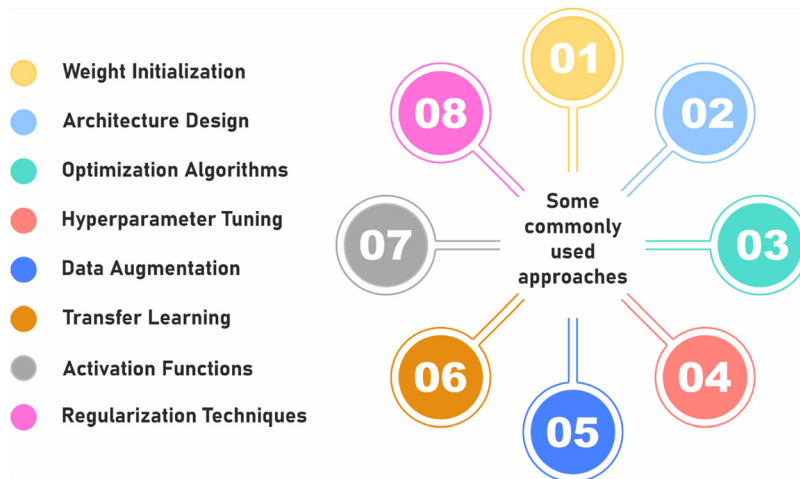 Weight Initialization
Architecture Design
Optimization Algorithms
Hyperparameter Tuning
Data Augmentation
Transfer Learning
Activation Functions
Regularization Techniques
01
02
03
04
05
06
07
08
Some
commonly
used
approaches